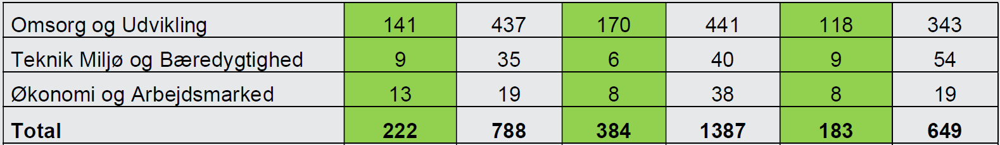 Omsorg og Udvikling 141 437 170 441 118 343
Teknik Miljø og Bæredygtighed 9 35 6 40 9 54
Økonomi og Arbejdsmarked 13 19 8 38 8 19
Total 222 788 384 1387 183 649